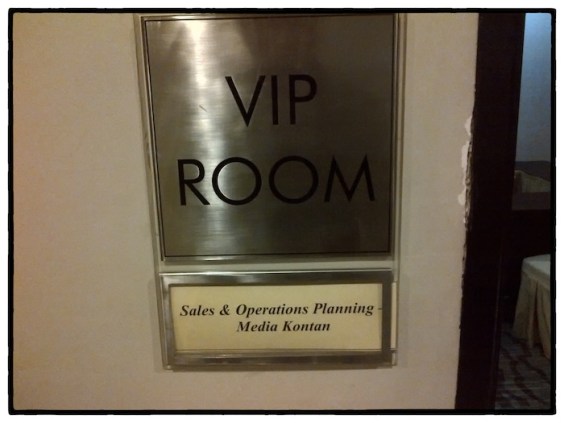 VIP
ROOM
Sales & Operations Planning -
Media Kontan